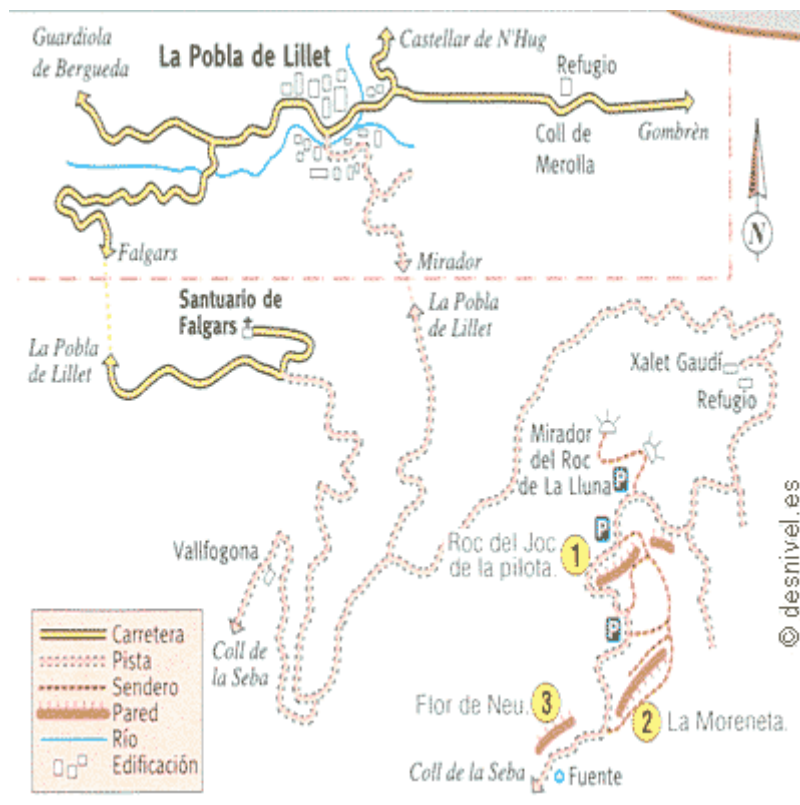 Guardiola
de Bergueda
La Pobla de Lillet
Castellar de N'Hug
Refugio
Coll de
Merolla
Gombrèn
N
Falgars
Mirador
Santuario de
Falgars
La Pobla
de Lillet
La Pobla
de Lillet
Xalet Gaudí
Refugio
Mirador
del Roc
de La Lluna
P
P
Roc del Joc
de la pilota.
1
Vallfogona
P
Coll de
la Seba
Carretera
Pista
Sendero
Pared
Río
Edificación
Flor de Neu.
3
2
La Moreneta.
Coll de la Seba
Fuente
© desnivel.es